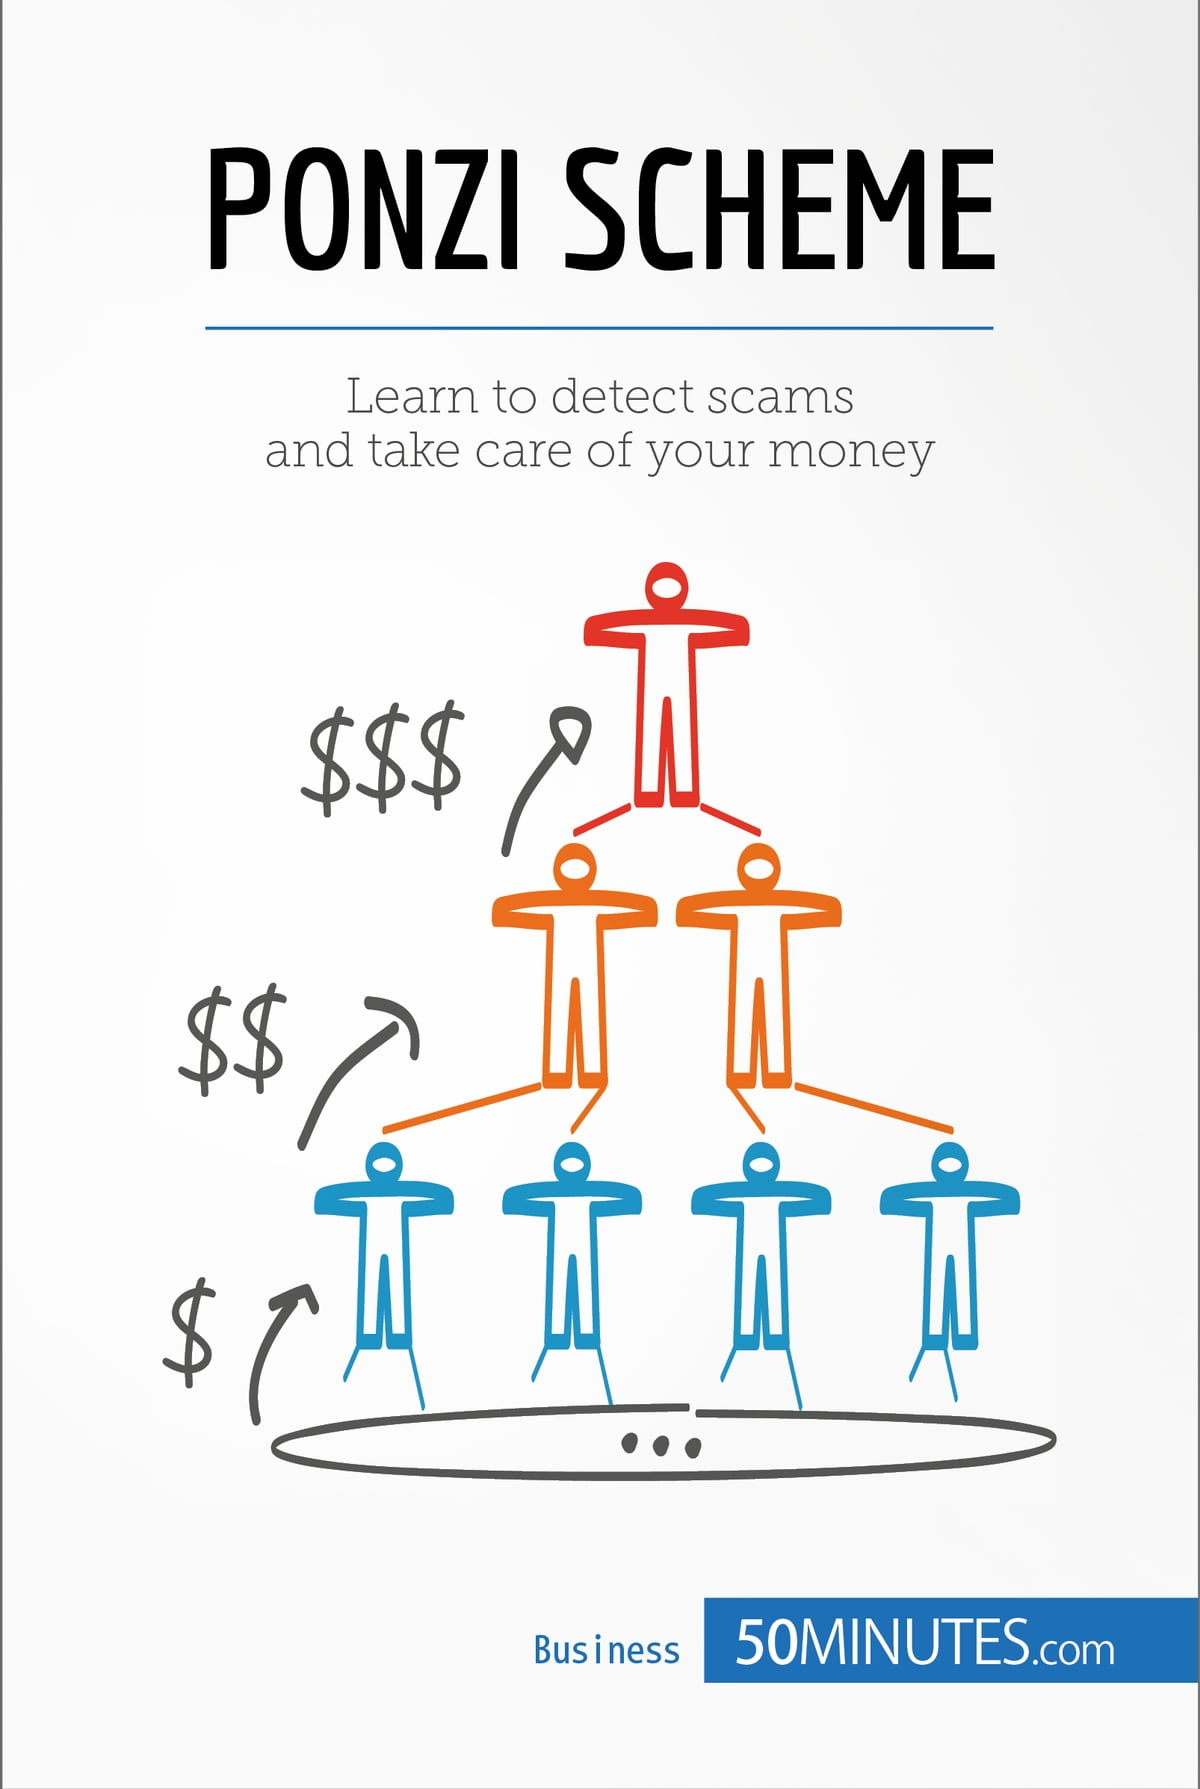 PONZI SCHEME
Learn to detect scams
and take care of your money
$$$
$$
$
...
Business
50MINUTES.com